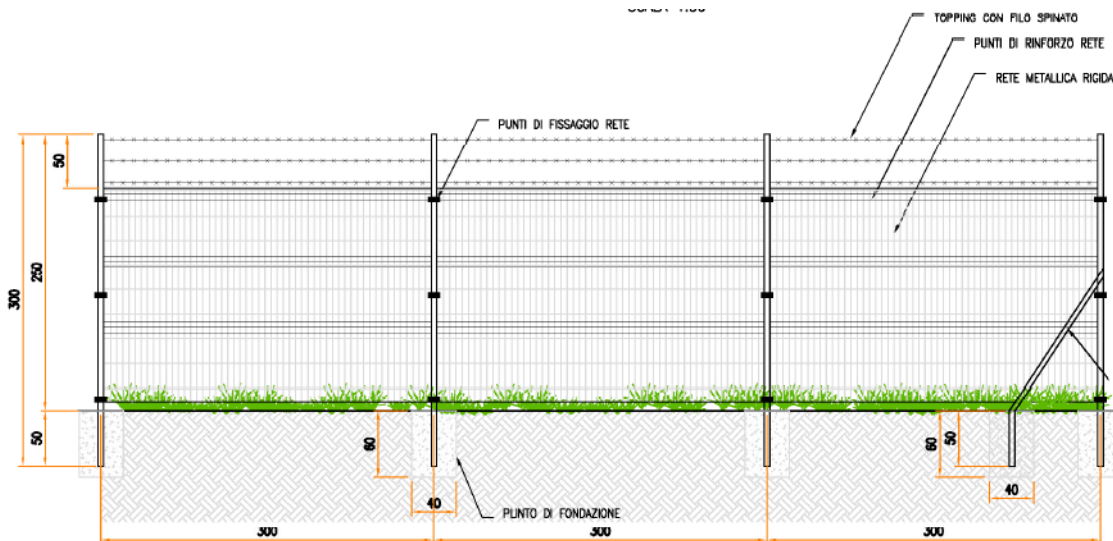 TOPPING CON FILO SPINATO
PUNTI DI RINFORZO RETE
RETE METALLICA RIGIDA
PUNTI DI FISSAGGIO RETE
50
250
300
50
60
60
50
40
40
PUNTO DI FONDAZIONE
300
300
300